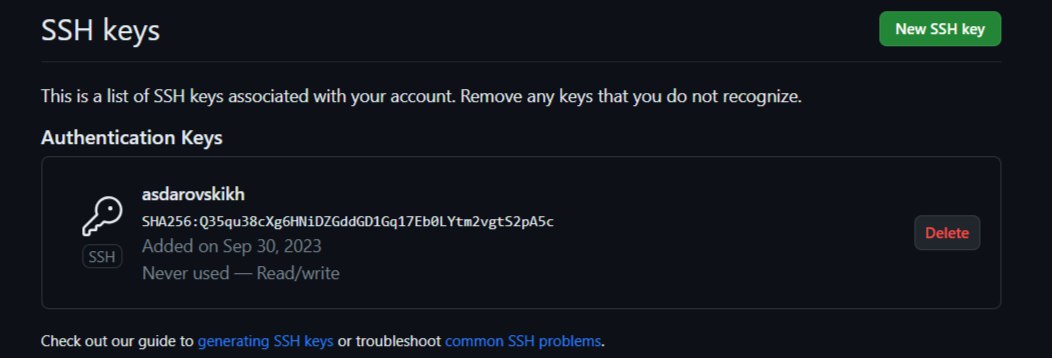 SSH keys
New SSH key
This is a list of SSH keys associated with your account. Remove any keys that you do not recognize.
Authentication Keys
asdarovskikh
SHA256:Q35qu38cXg6HNiDZGddGD1Gq17Eb0LYtm2vgtS2pA5c
Added on Sep 30, 2023
Never used — Read/write
SSH
Delete
Check out our guide to generating SSH keys or troubleshoot common SSH problems.